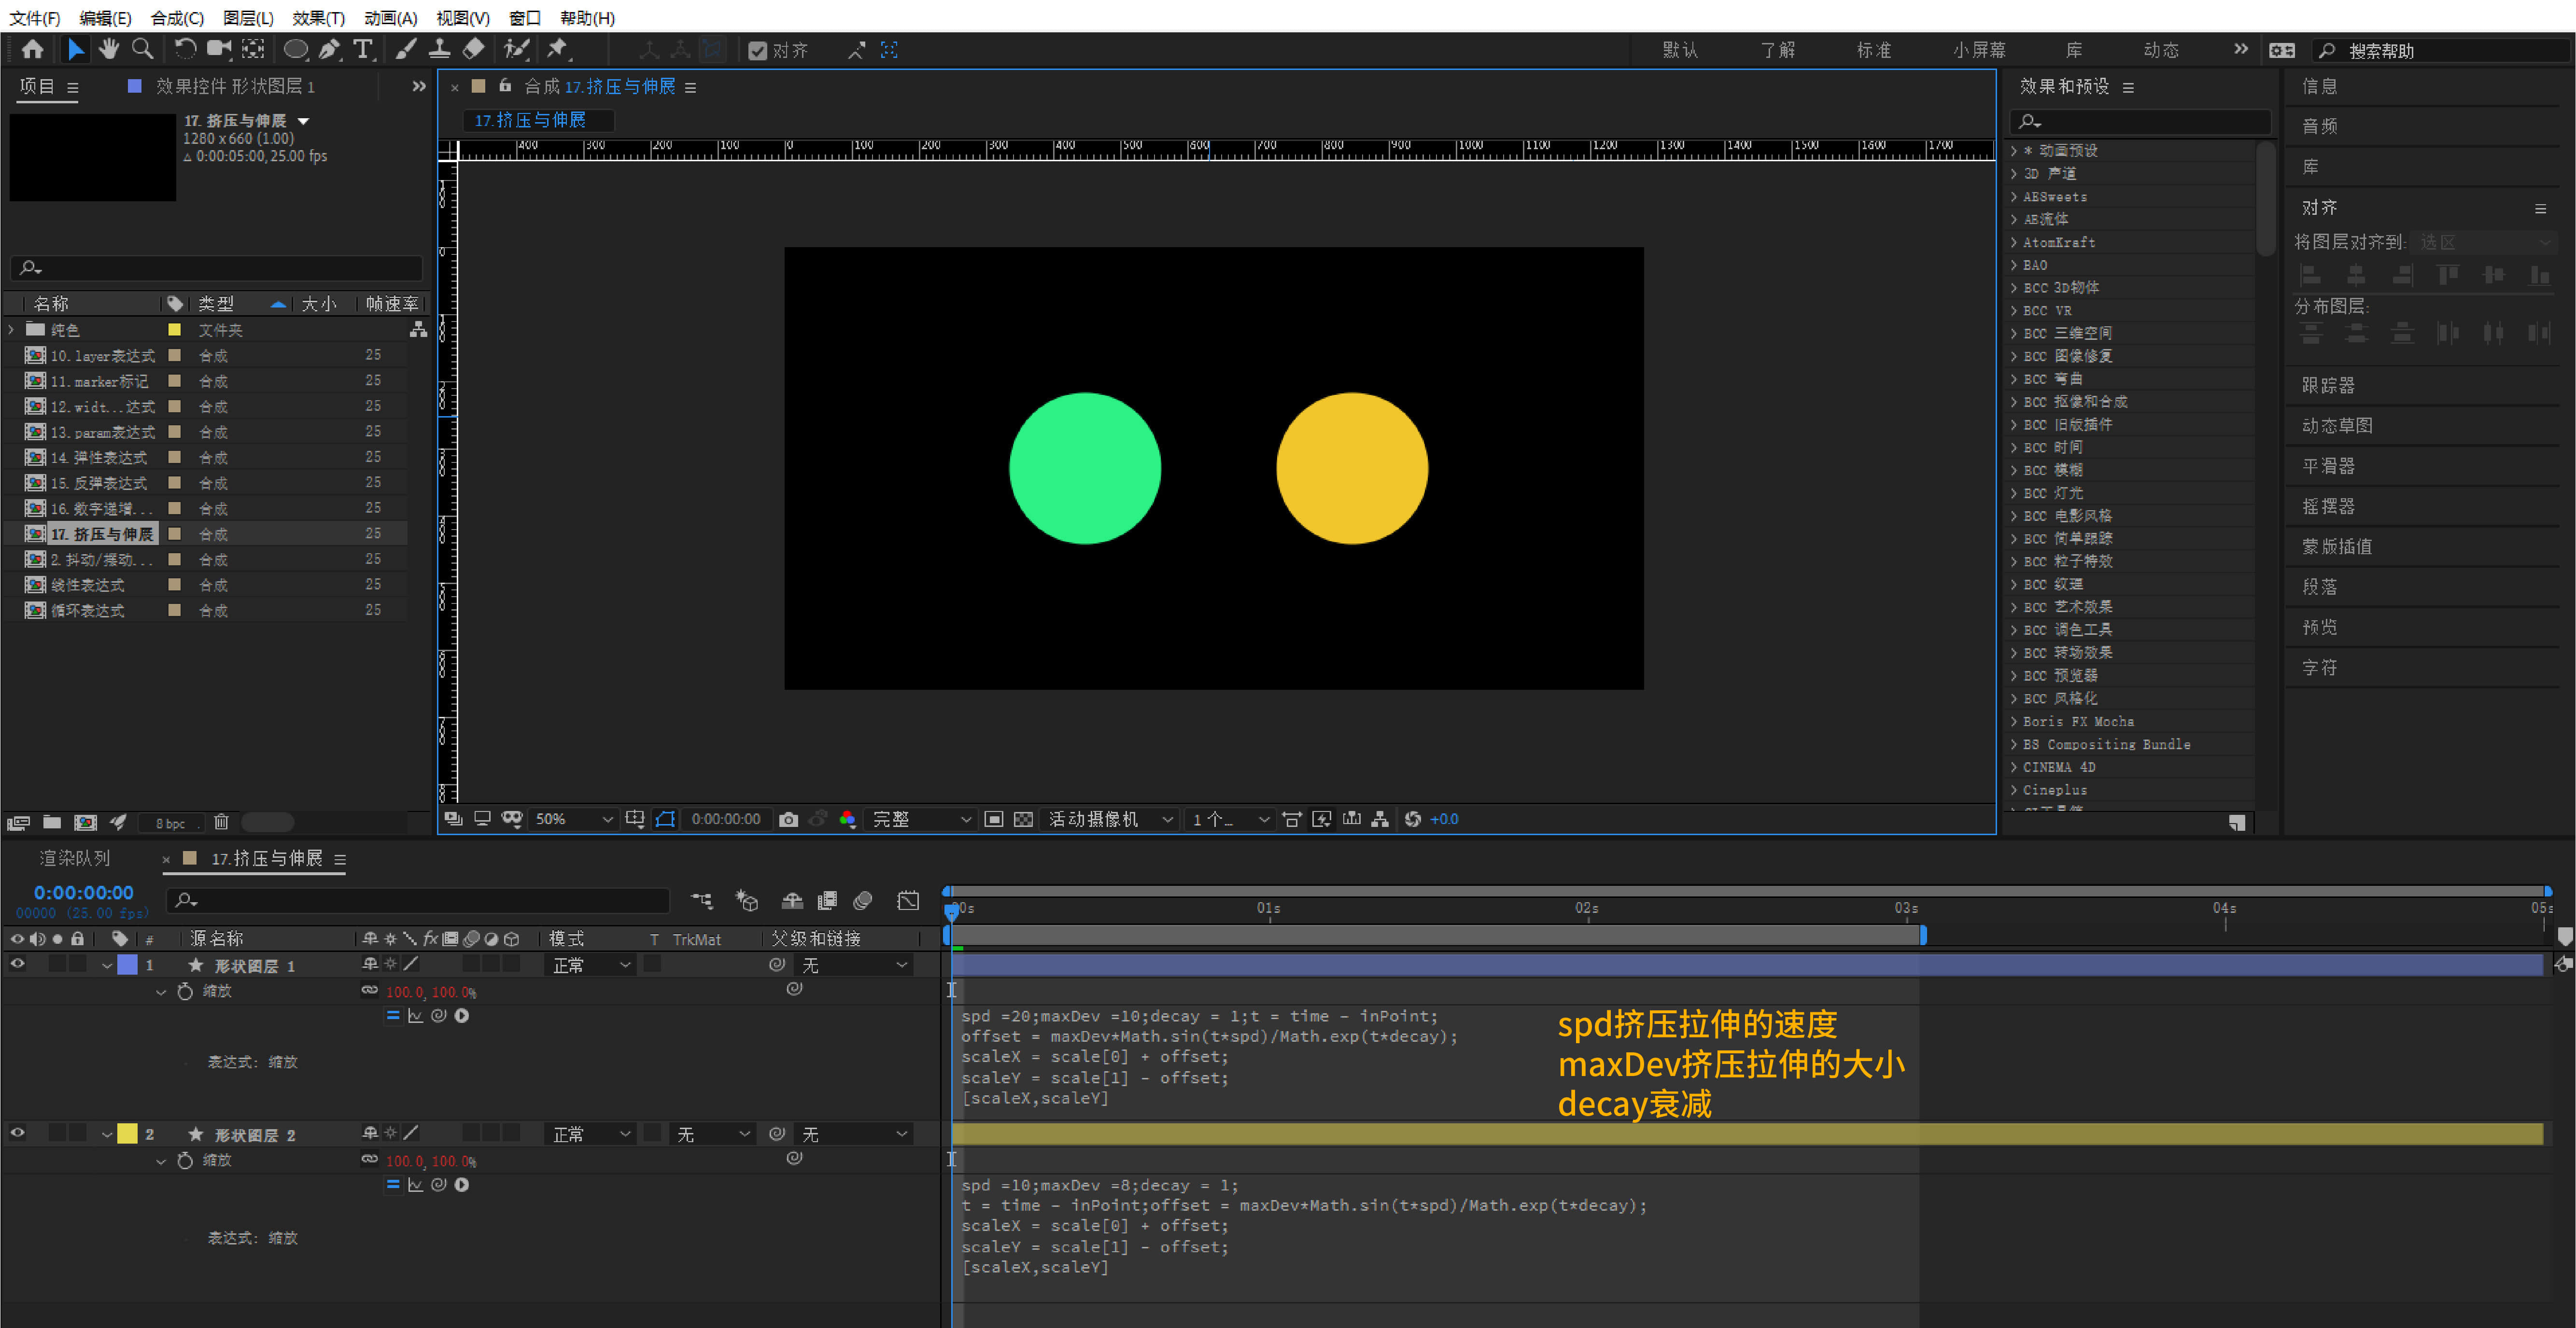 文件(F) 编辑(E) 合成(C) 图层(L) 效果(T) 动画(A) 视图(V) 窗口 帮助(H)
对齐 默认 了解 标准 小屏幕 库 动态 搜索帮助
项目 效果控件 形状图层 1
17. 挤压与伸展
1280 x 660 (1.00)
△ 0:00:05:00, 25.00 fps
名称 类型 大小 帧速率
纯色 文件夹
10. layer表达式 合成 25
11. marker标记 合成 25
12. widt...达式 合成 25
13. param表达式 合成 25
14. 弹性表达式 合成 25
15. 反弹表达式 合成 25
16. 数字递增... 合成 25
17. 挤压与伸展 合成 25
2. 抖动/摆动... 合成 25
线性表达式 合成 25
循环表达式 合成 25
8 bpc
合成 17.挤压与伸展
17.挤压与伸展
400 300 200 100 0 100 200 300 400 500 600 700 800 900 1000 1100 1200 1300 1400 1500 1600 1700
50% 0:00:00:00 完整 活动摄像机 1 个... +0.0
效果和预设
* 动画预设
3D 声道
AESweets
AE流体
AtomKraft
BAO
BCC 3D物体
BCC VR
BCC 三维空间
BCC 图像修复
BCC 弯曲
BCC 抠像和合成
BCC 旧版插件
BCC 时间
BCC 模糊
BCC 灯光
BCC 电影风格
BCC 简单跟踪
BCC 粒子特效
BCC 纹理
BCC 艺术效果
BCC 调色工具
BCC 转场效果
BCC 预览器
BCC 风格化
Boris FX Mocha
BS Compositing Bundle
CINEMA 4D
Cineplus
信息
音频
库
对齐
将图层对齐到: 选区
分布图层:
跟踪器
动态草图
平滑器
摇摆器
蒙版插值
段落
预览
字符
渲染队列 17.挤压与伸展
0:00:00:00
00000 (25.00 fps)
00s 01s 02s 03s 04s 05s
# 源名称 模式 T TrkMat 父级和链接
1 形状图层 1 正常 无
缩放 100.0, 100.0%
表达式: 缩放
spd =20;maxDev =10;decay = 1;t = time - inPoint;
offset = maxDev*Math.sin(t*spd)/Math.exp(t*decay);
scaleX = scale[0] + offset;
scaleY = scale[1] - offset;
[scaleX,scaleY]
spd挤压拉伸的速度
maxDev挤压拉伸的大小
decay衰减
2 形状图层 2 正常 无 无
缩放 100.0, 100.0%
表达式: 缩放
spd =10;maxDev =8;decay = 1;
t = time - inPoint;offset = maxDev*Math.sin(t*spd)/Math.exp(t*decay);
scaleX = scale[0] + offset;
scaleY = scale[1] - offset;
[scaleX,scaleY]